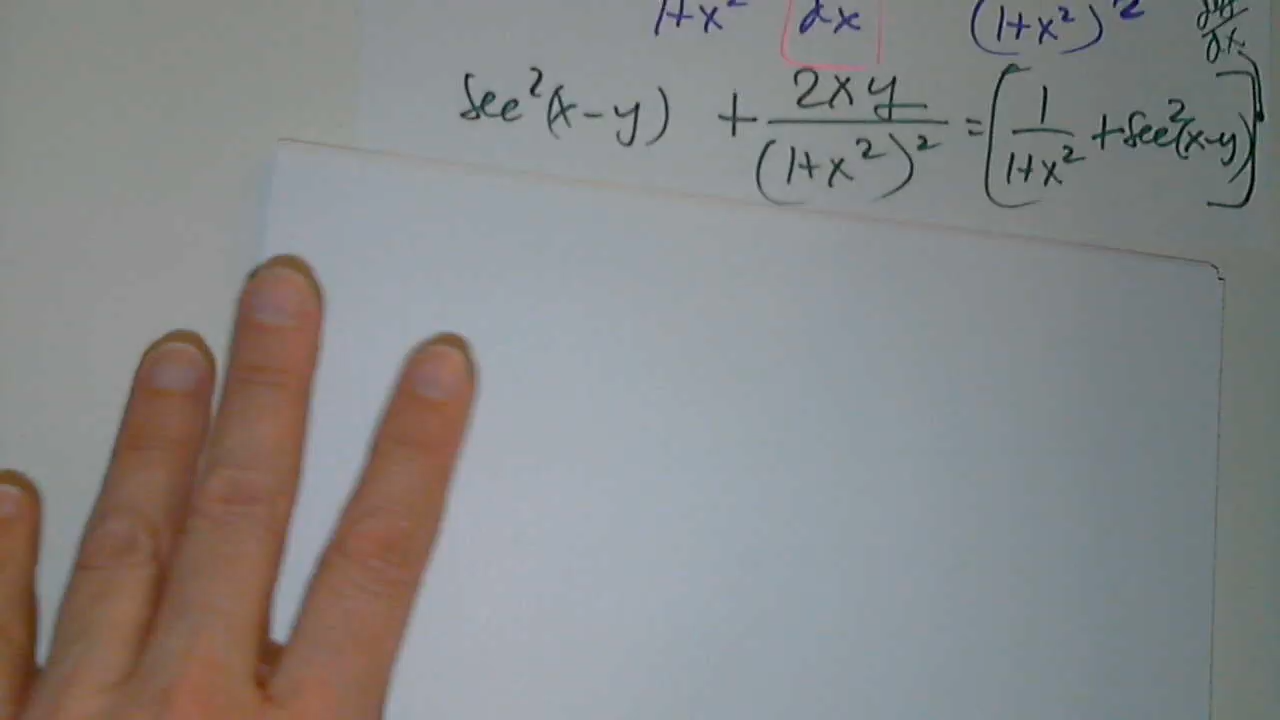 1+x² dx (1+x²)² dy/dx
sec²(x-y) + 2xy/(1+x²)² = [1/(1+x²) + sec²(x-y)]